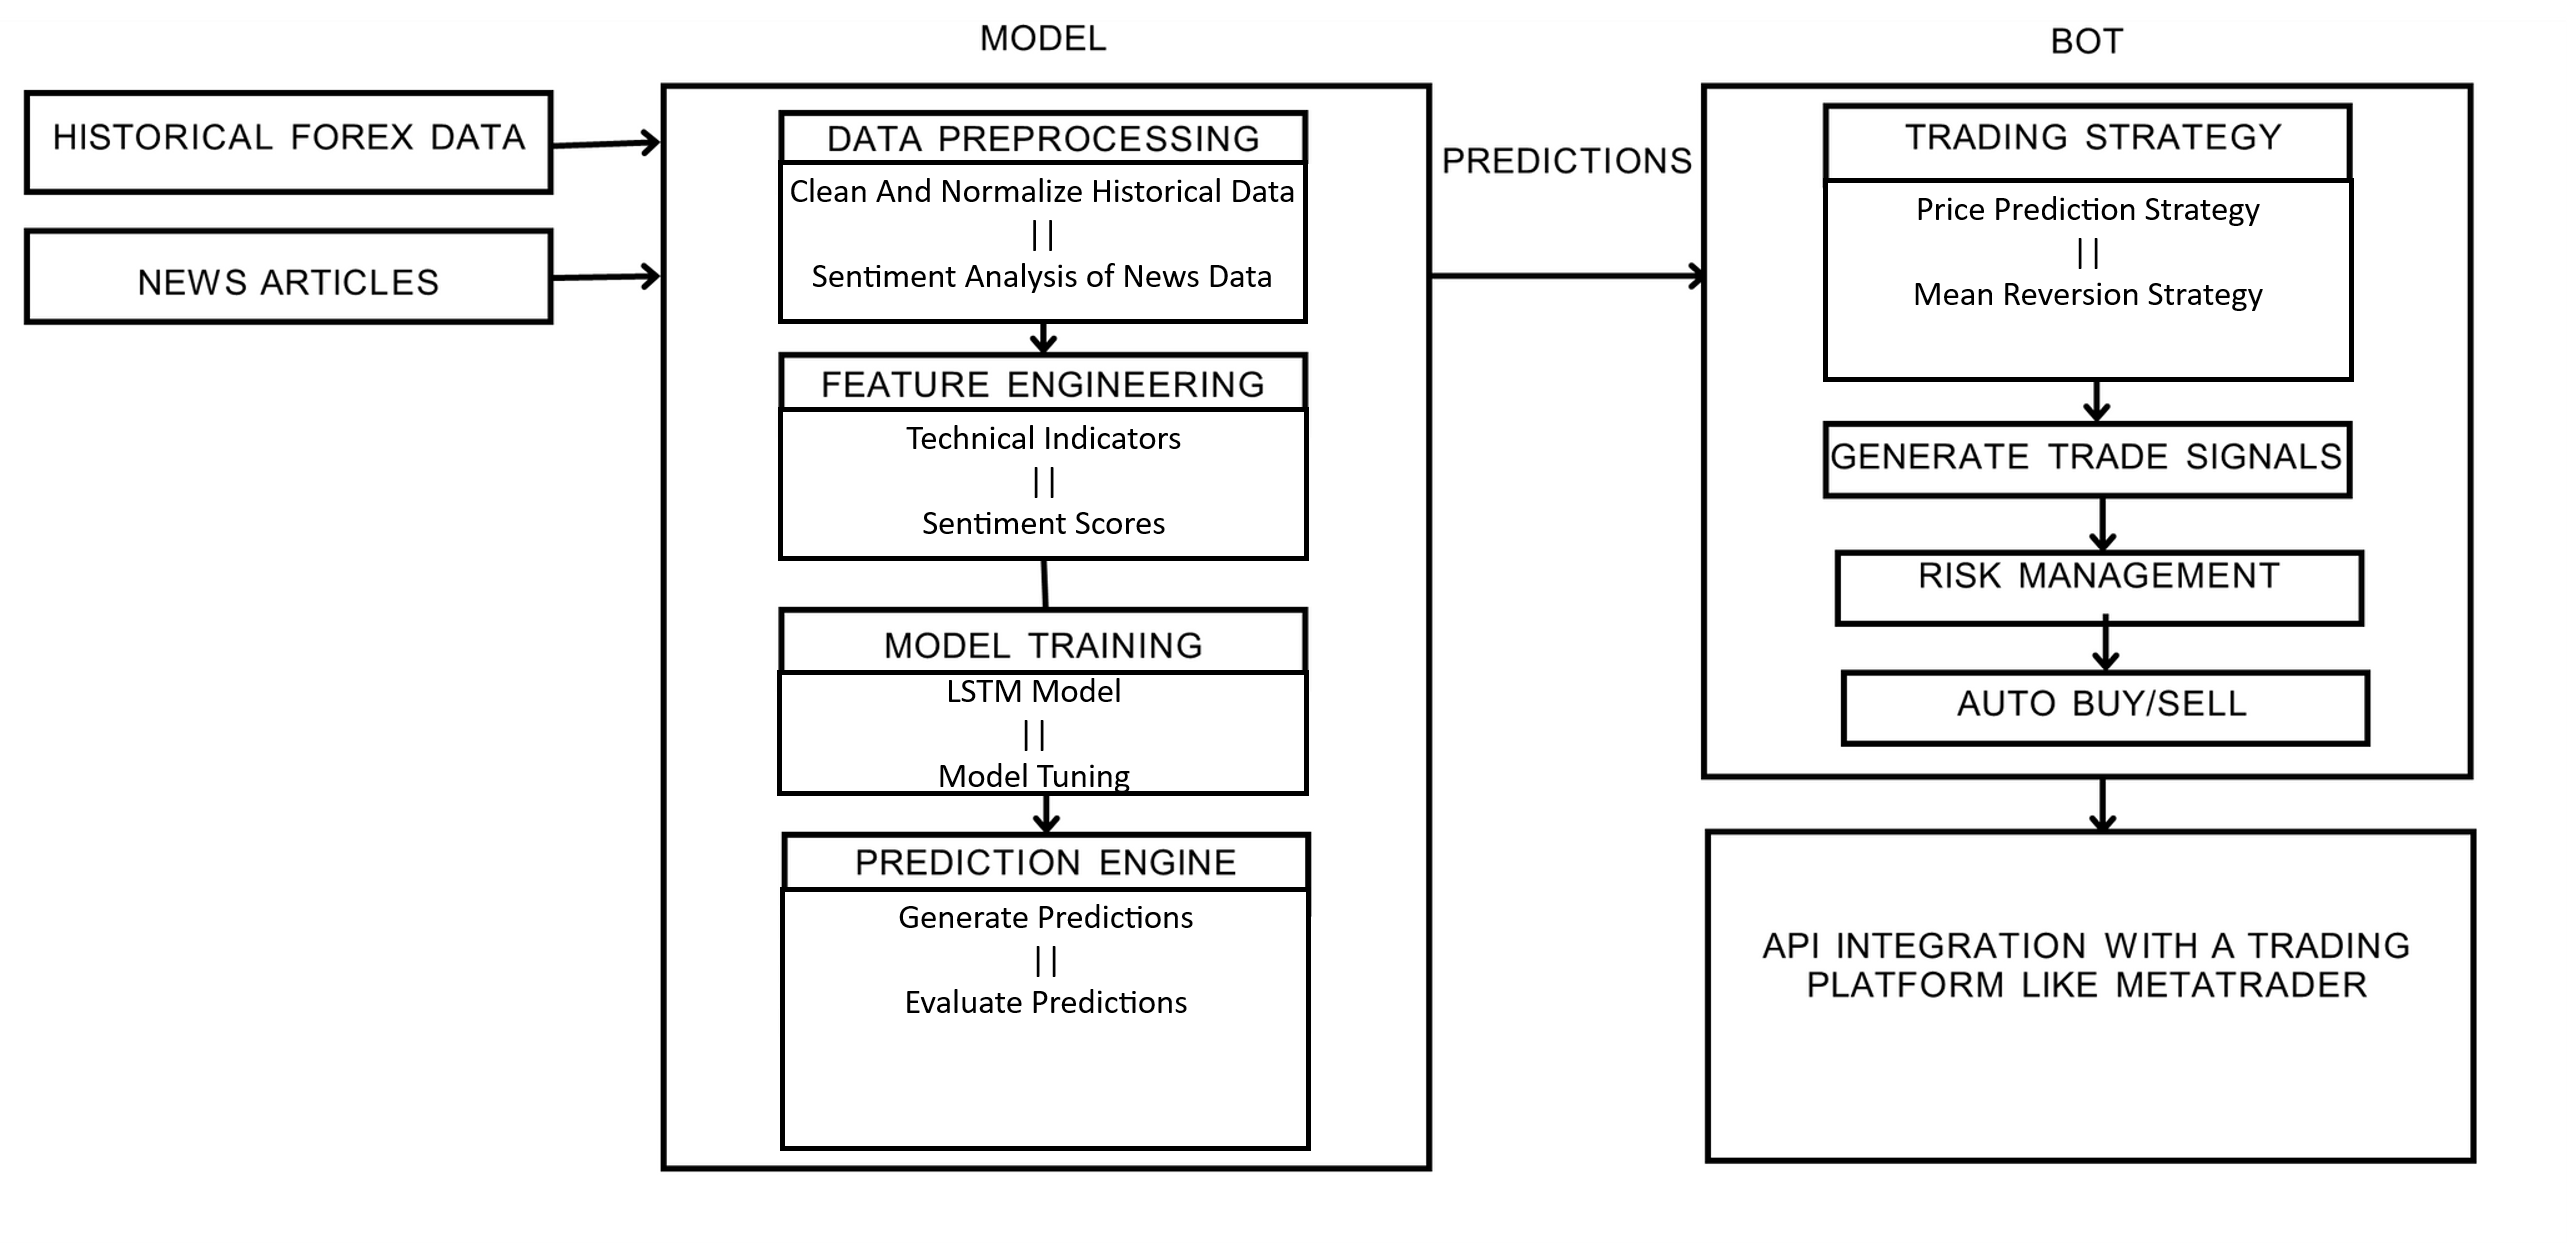 MODEL
BOT
HISTORICAL FOREX DATA
NEWS ARTICLES
DATA PREPROCESSING
Clean And Normalize Historical Data
||
Sentiment Analysis of News Data
FEATURE ENGINEERING
Technical Indicators
||
Sentiment Scores
MODEL TRAINING
LSTM Model
||
Model Tuning
PREDICTION ENGINE
Generate Predictions
||
Evaluate Predictions
PREDICTIONS
TRADING STRATEGY
Price Prediction Strategy
||
Mean Reversion Strategy
GENERATE TRADE SIGNALS
RISK MANAGEMENT
AUTO BUY/SELL
API INTEGRATION WITH A TRADING
PLATFORM LIKE METATRADER